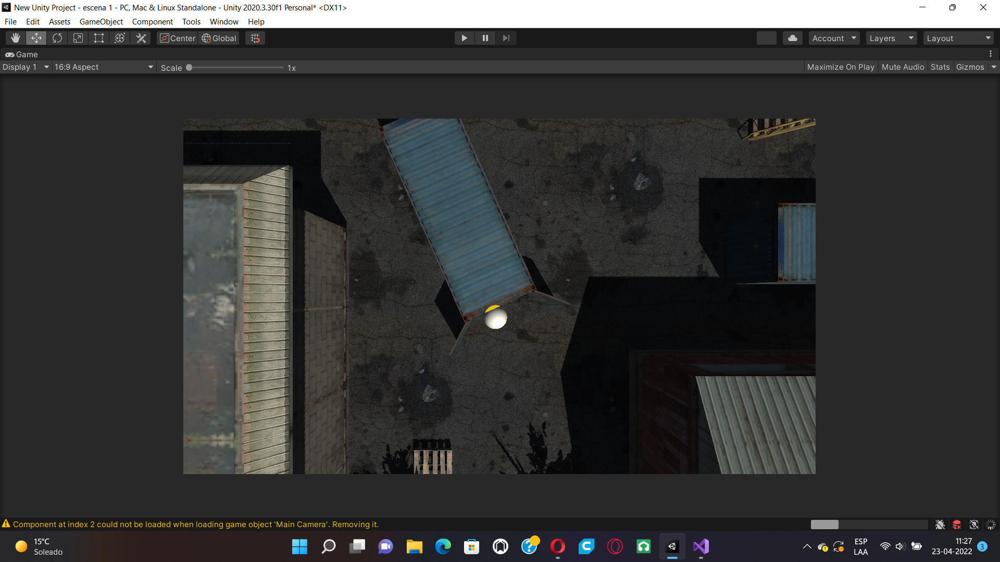 New Unity Project - escena 1 - PC, Mac & Linux Standalone - Unity 2020.3.30f1 Personal* <DX11>
File Edit Assets GameObject Component Tools Window Help
Center Global Account Layers Layout
Game
Display 1 16:9 Aspect Scale 1x Maximize On Play Mute Audio Stats Gizmos
Component at index 2 could not be loaded when loading game object 'Main Camera'. Removing it.
15°C
Soleado
ESP
LAA
11:27
23-04-2022
3